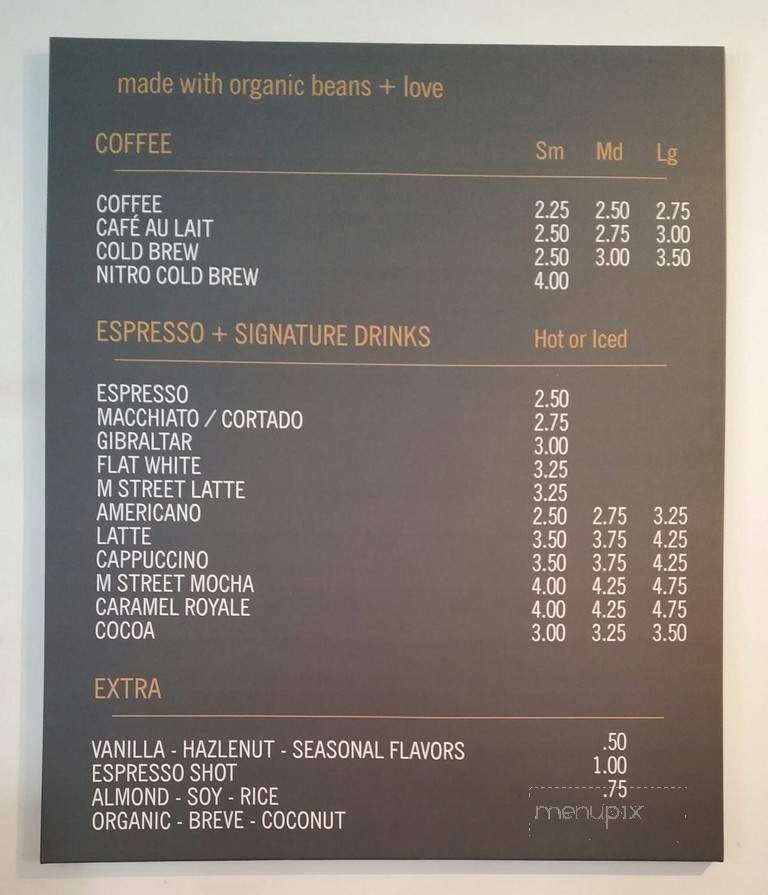 made with organic beans + love
COFFEE Sm Md Lg
COFFEE 2.25 2.50 2.75
CAFÉ AU LAIT 2.50 2.75 3.00
COLD BREW 2.50 3.00 3.50
NITRO COLD BREW 4.00
ESPRESSO + SIGNATURE DRINKS Hot or Iced
ESPRESSO 2.50
MACCHIATO / CORTADO 2.75
GIBRALTAR 3.00
FLAT WHITE 3.25
M STREET LATTE 3.25
AMERICANO 2.50 2.75 3.25
LATTE 3.50 3.75 4.25
CAPPUCCINO 3.50 3.75 4.25
M STREET MOCHA 4.00 4.25 4.75
CARAMEL ROYALE 4.00 4.25 4.75
COCOA 3.00 3.25 3.50
EXTRA
VANILLA - HAZLENUT - SEASONAL FLAVORS .50
ESPRESSO SHOT 1.00
ALMOND - SOY - RICE .75
ORGANIC - BREVE - COCONUT
menupix